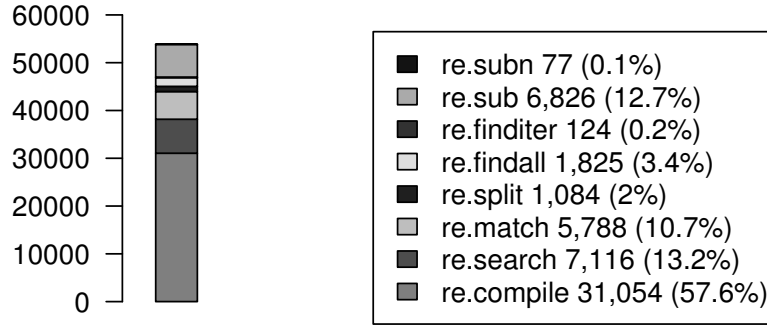 60000
50000
40000
30000
20000
10000
0
re.subn 77 (0.1%)
re.sub 6,826 (12.7%)
re.finditer 124 (0.2%)
re.findall 1,825 (3.4%)
re.split 1,084 (2%)
re.match 5,788 (10.7%)
re.search 7,116 (13.2%)
re.compile 31,054 (57.6%)